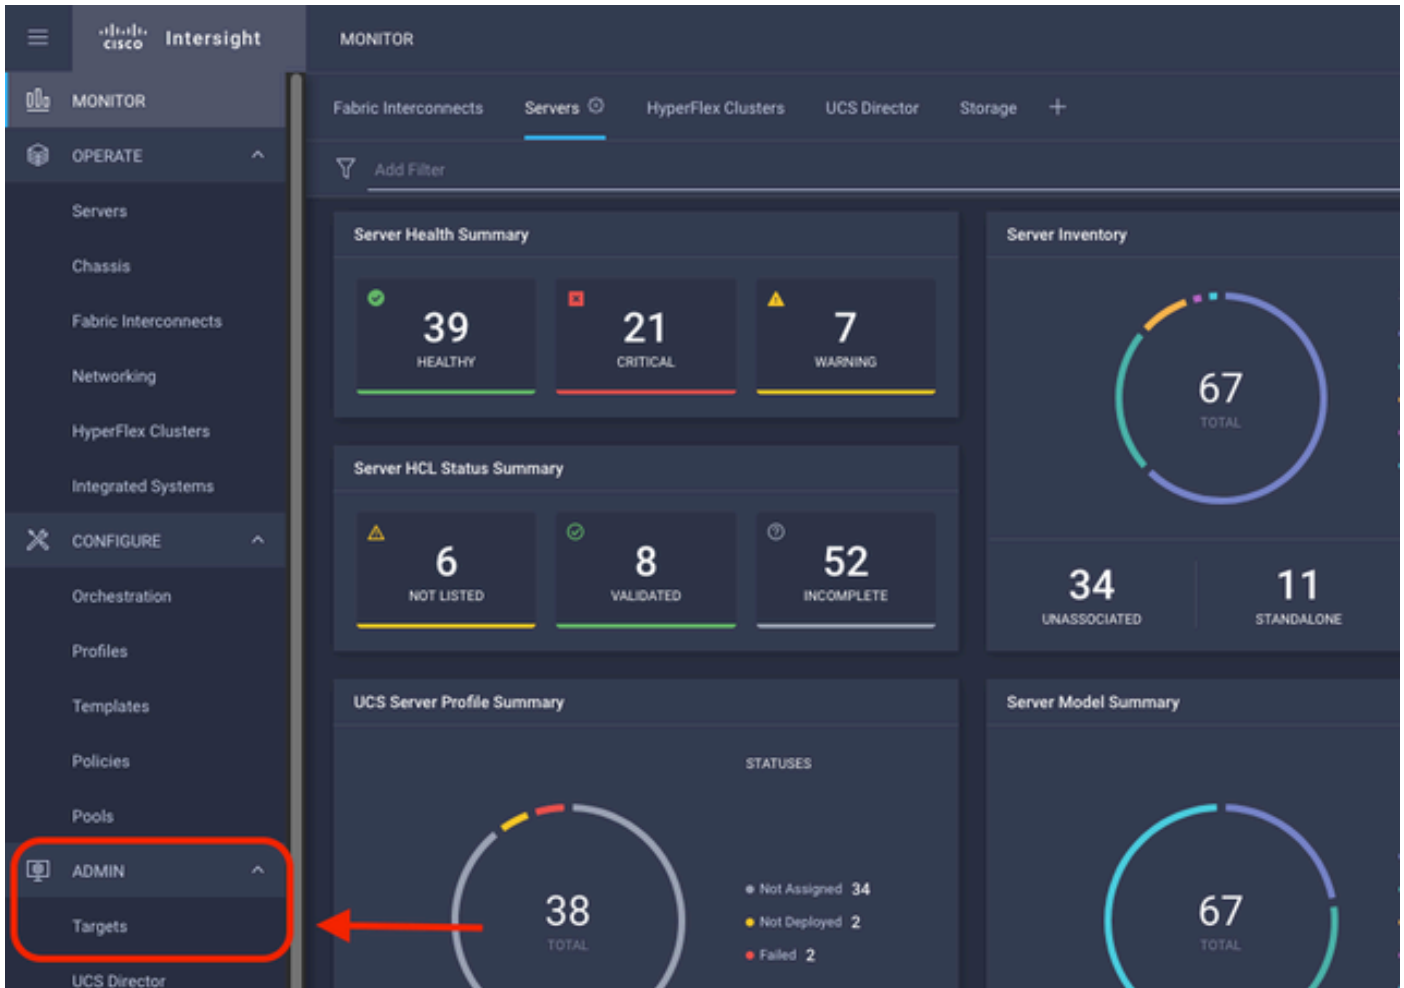 CISCO Intersight
MONITOR
MONITOR
OPERATE
Servers
Chassis
Fabric Interconnects
Networking
HyperFlex Clusters
Integrated Systems
CONFIGURE
Orchestration
Profiles
Templates
Policies
Pools
ADMIN
Targets
UCS Director
Fabric Interconnects Servers HyperFlex Clusters UCS Director Storage +
Add Filter
Server Health Summary
39 21 7
HEALTHY CRITICAL WARNING
Server Inventory
67
TOTAL
34 11
UNASSOCIATED STANDALONE
Server HCL Status Summary
6 8 52
NOT LISTED VALIDATED INCOMPLETE
UCS Server Profile Summary
STATUSES
38
TOTAL
Not Assigned 34
Not Deployed 2
Failed 2
Server Model Summary
67
TOTAL